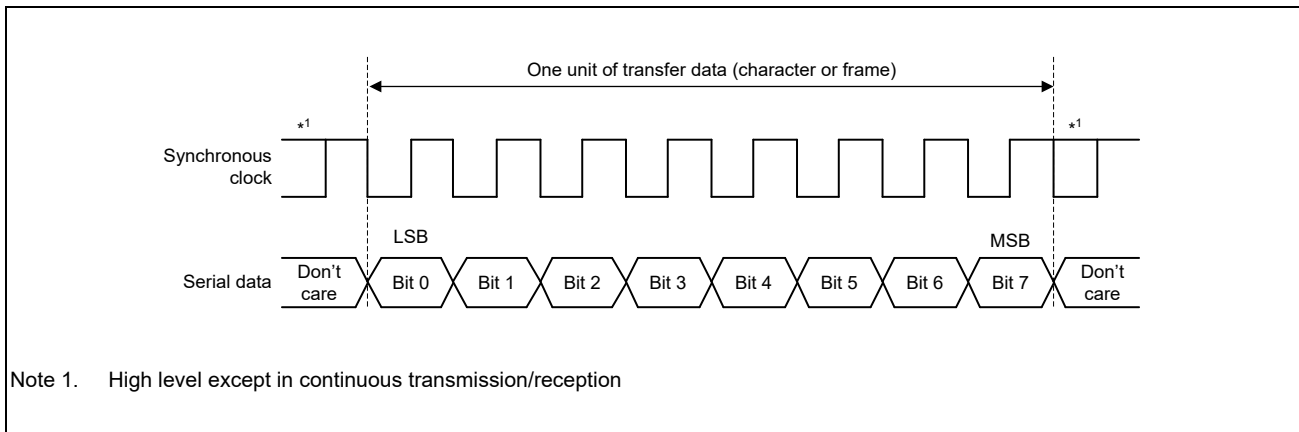 One unit of transfer data (character or frame)
*1 *1
Synchronous
clock
LSB MSB
Serial data Don't care Bit 0 Bit 1 Bit 2 Bit 3 Bit 4 Bit 5 Bit 6 Bit 7 Don't care
Note 1. High level except in continuous transmission/reception